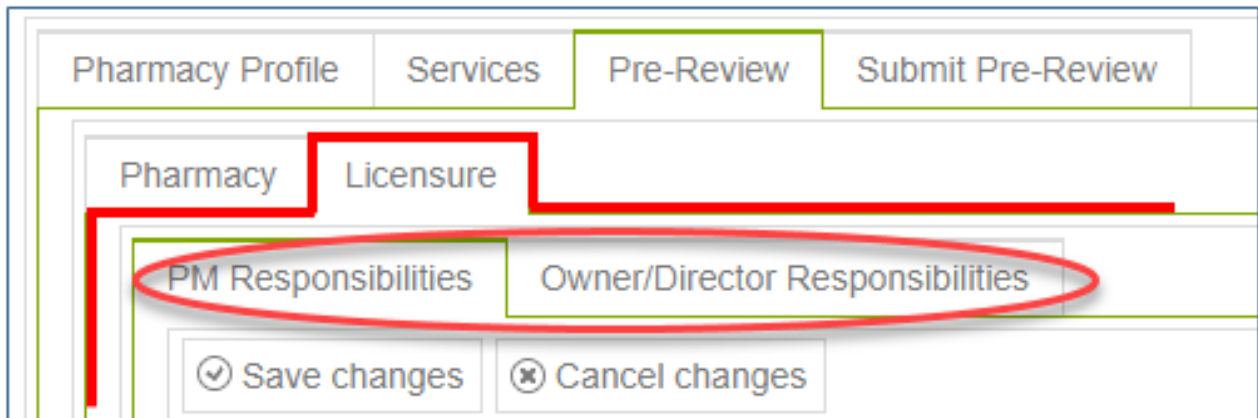 Pharmacy Profile Services Pre-Review Submit Pre-Review
Pharmacy Licensure
PM Responsibilities Owner/Director Responsibilities
Save changes Cancel changes